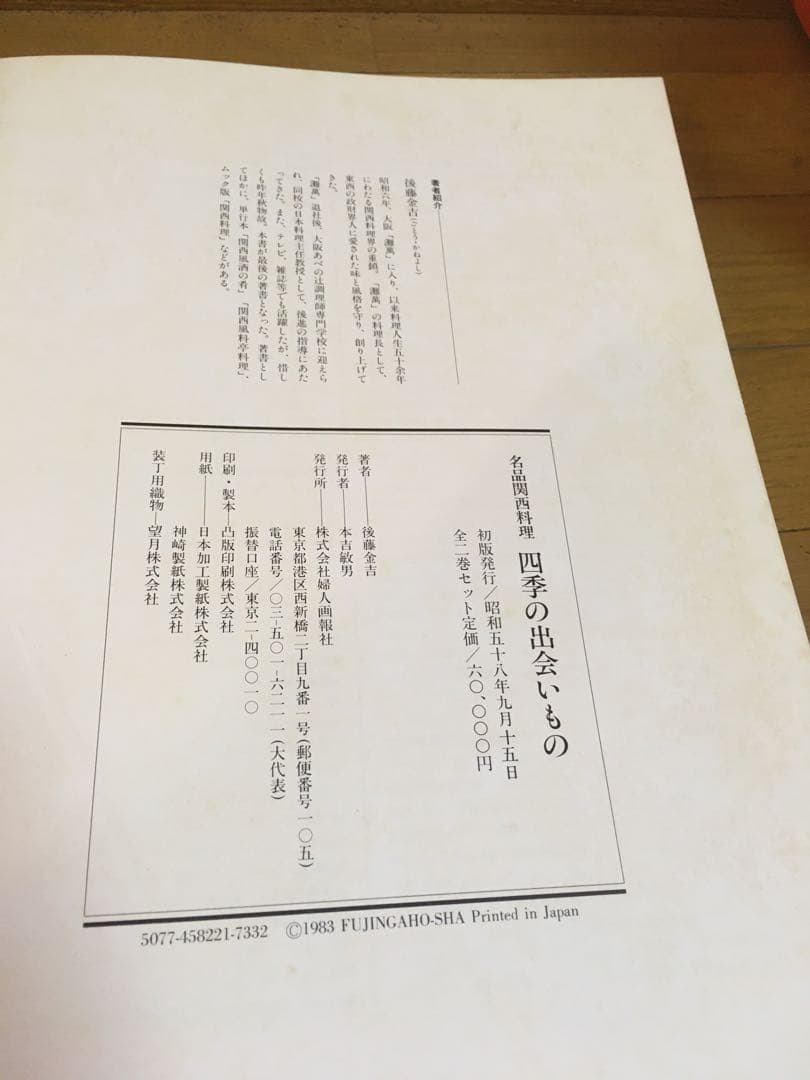 著者紹介
後藤金吉(ごとう・かねよし)
昭和六年、大阪「灘萬」に入り、以来料理人生五十余年
にわたる関西料理界の重鎮。「灘萬」の料理長として、
東西の政財界人に愛された味と風格を守り、創り上げて
きた。
「灘萬」退社後、大阪あべの辻調理師専門学校に迎えら
れ、同校の日本料理主任教授として、後進の指導にあた
ってきた。また、テレビ、雑誌等でも活躍したが、惜し
くも昨年秋物故。本書が最後の著書となった。著書とし
てほかに、単行本「関西風酒の肴」「関西風料亭料理」、
ムック版「関西料理」などがある。
名品関西料理 四季の出会いもの
初版発行/昭和五十八年九月十五日
全二巻セット定価/六〇、〇〇〇円
著者――後藤金吉
発行者――本吉敏男
発行所――株式会社婦人画報社
東京都港区西新橋二丁目九番一号(郵便番号一〇五)
電話番号/〇三-五〇一-六二一一(大代表)
振替口座/東京二-四〇〇一〇
印刷・製本―凸版印刷株式会社
用紙――日本加工製紙株式会社
神崎製紙株式会社
装丁用織物―望月株式会社
5077-458221-7332 ©1983 FUJINGAHO-SHA Printed in Japan